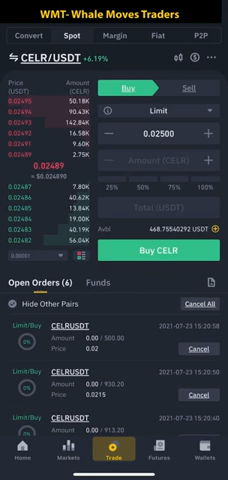 WMT- Whale Moves Traders
Convert Spot Margin Fiat P2P
CELR/USDT +6.19%
Price (USDT) Amount (CELR)
0.02495 50.18K
0.02494 90.43K
0.02493 142.84K
0.02492 16.58K
0.02491 9.60K
0.02489 2.75K
0.02489
≈ $0.024890
0.02487 7.80K
0.02486 40.62K
0.02485 13.84K
0.02484 19.00K
0.02483 40.19K
0.02482 56.04K
0.00001
Buy Sell
Limit
0.02500
Amount (CELR)
25% 50% 75% 100%
Total (USDT)
Avbl 468.75540292 USDT
Buy CELR
Open Orders (6) Funds
Hide Other Pairs Cancel All
Limit/Buy CELRUSDT 2021-07-23 15:20:58
0% Amount 0.00 / 500.00
Price 0.02 Cancel
Limit/Buy CELRUSDT 2021-07-23 15:20:56
0% Amount 0.00 / 930.20
Price 0.0215 Cancel
Limit/Buy CELRUSDT 2021-07-23 15:20:40
0% Amount 0.00 / 913.20
Home Markets Trade Futures Wallets